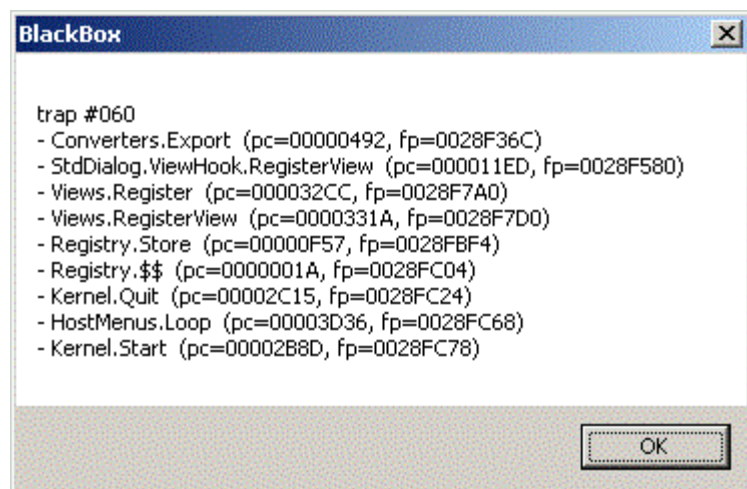 BlackBox
trap #060
- Converters.Export (pc=00000492, fp=0028F36C)
- StdDialog.ViewHook.RegisterView (pc=000011ED, fp=0028F580)
- Views.Register (pc=000032CC, fp=0028F7A0)
- Views.RegisterView (pc=0000331A, fp=0028F7D0)
- Registry.Store (pc=00000F57, fp=0028FBF4)
- Registry.$$ (pc=0000001A, fp=0028FC04)
- Kernel.Quit (pc=00002C15, fp=0028FC24)
- HostMenus.Loop (pc=00003D36, fp=0028FC68)
- Kernel.Start (pc=00002B8D, fp=0028FC78)
OK